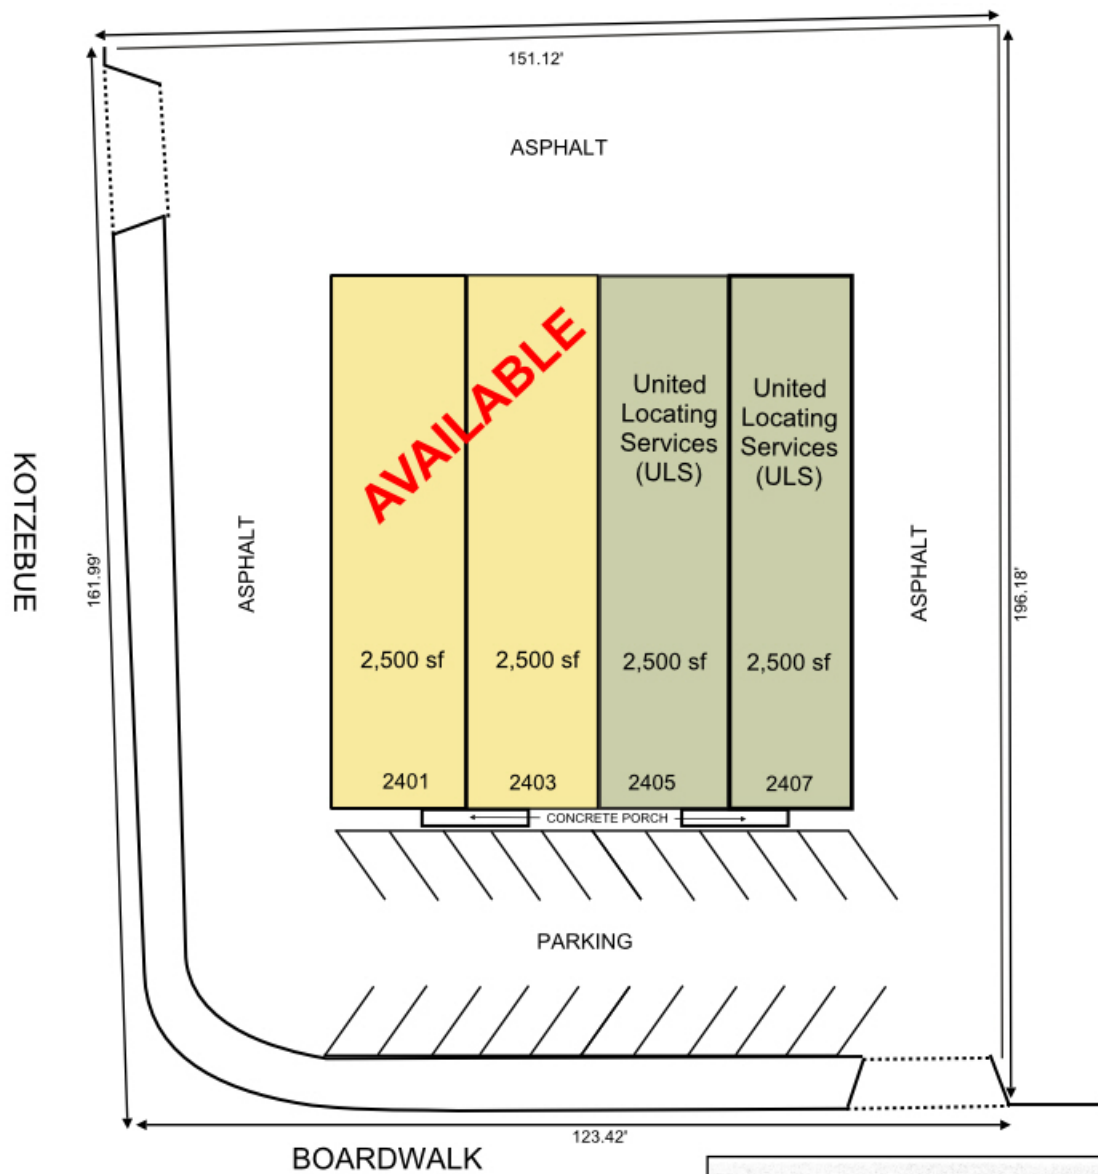 151.12'
ASPHALT
AVAILABLE
United
Locating
Services
(ULS)
United
Locating
Services
(ULS)
KOTZEBUE
161.99'
ASPHALT
ASPHALT
196.18'
2,500 sf
2,500 sf
2,500 sf
2,500 sf
2401
2403
2405
2407
CONCRETE PORCH
PARKING
123.42'
BOARDWALK